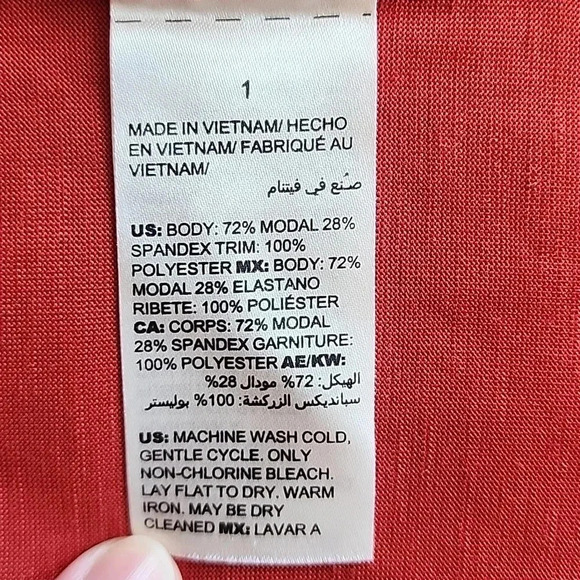 1
MADE IN VIETNAM/ HECHO
EN VIETNAM/ FABRIQUÉ AU
VIETNAM/
صُنع في فيتنام
US: BODY: 72% MODAL 28%
SPANDEX TRIM: 100%
POLYESTER MX: BODY: 72%
MODAL 28% ELASTANO
RIBETE: 100% POLIÉSTER
CA: CORPS: 72% MODAL
28% SPANDEX GARNITURE:
100% POLYESTER AE/KW:
الهيكل: 72% مودال 28%
سبانديكس الزركشة: 100% بوليستر
US: MACHINE WASH COLD,
GENTLE CYCLE. ONLY
NON-CHLORINE BLEACH.
LAY FLAT TO DRY. WARM
IRON. MAY BE DRY
CLEANED MX: LAVAR A